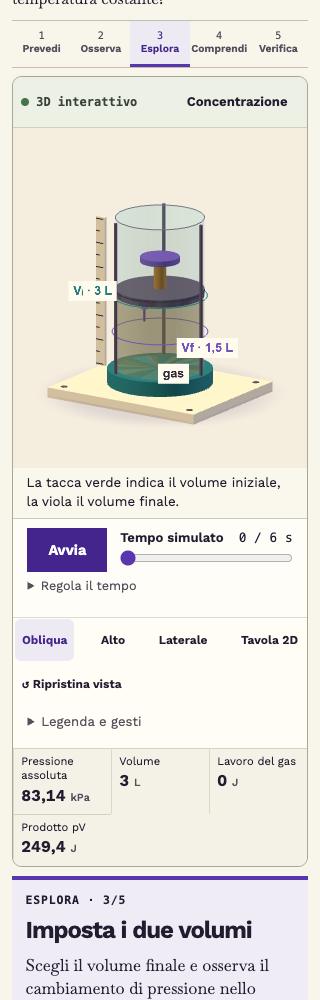 temperatura costante?
1
Prevedi
2
Osserva
3
Esplora
4
Comprendi
5
Verifica
3D interattivo
Concentrazione
Vᵢ · 3 L
Vf · 1,5 L
gas
La tacca verde indica il volume iniziale,
la viola il volume finale.
Avvia
Tempo simulato 0 / 6 s
▶ Regola il tempo
Obliqua
Alto
Laterale
Tavola 2D
↺ Ripristina vista
▶ Legenda e gesti
Pressione
assoluta
83,14 kPa
Volume
3 L
Lavoro del gas
0 J
Prodotto pV
249,4 J
ESPLORA · 3/5
Imposta i due volumi
Scegli il volume finale e osserva il
cambiamento di pressione nello